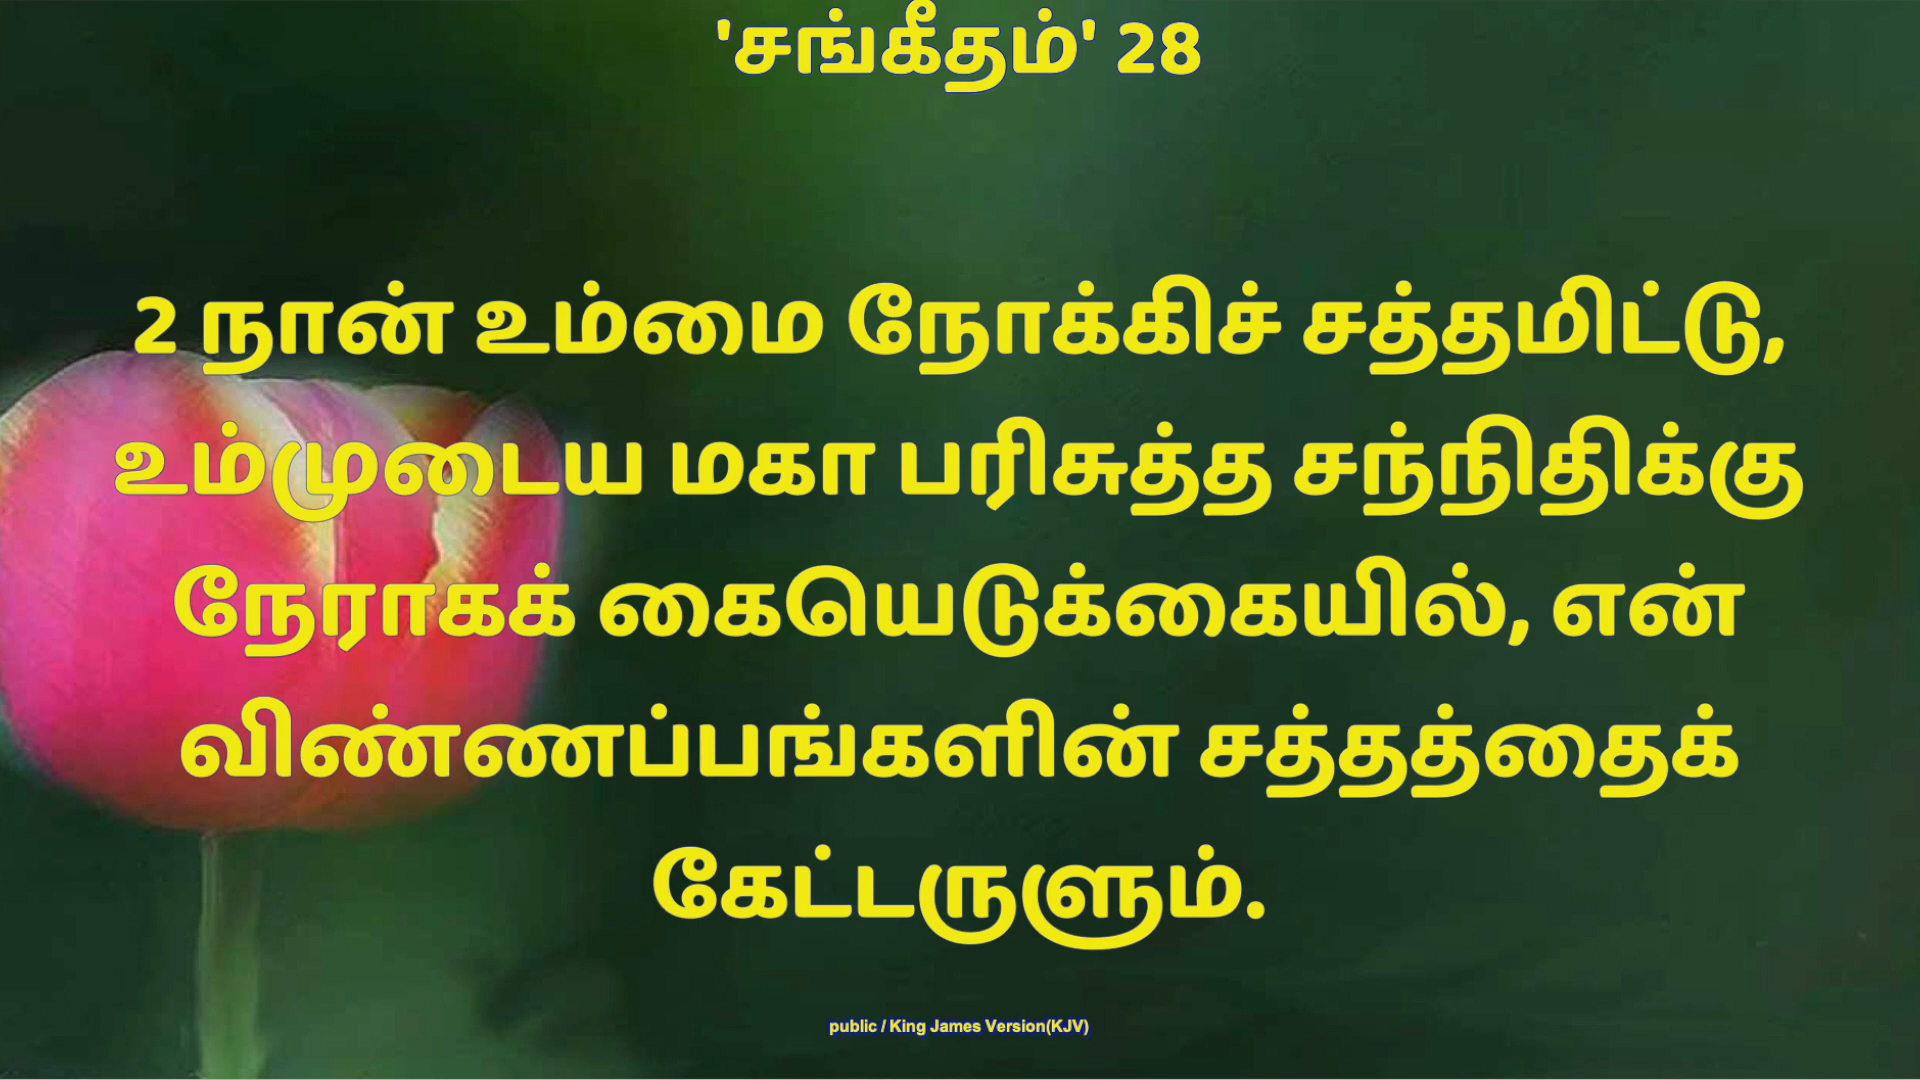 'சங்கீதம்' 28
2 நான் உம்மை நோக்கிச் சத்தமிட்டு,
உம்முடைய மகா பரிசுத்த சந்நிதிக்கு
நேராகக் கையெடுக்கையில், என்
விண்ணப்பங்களின் சத்தத்தைக்
கேட்டருளும்.
public / King James Version(KJV)